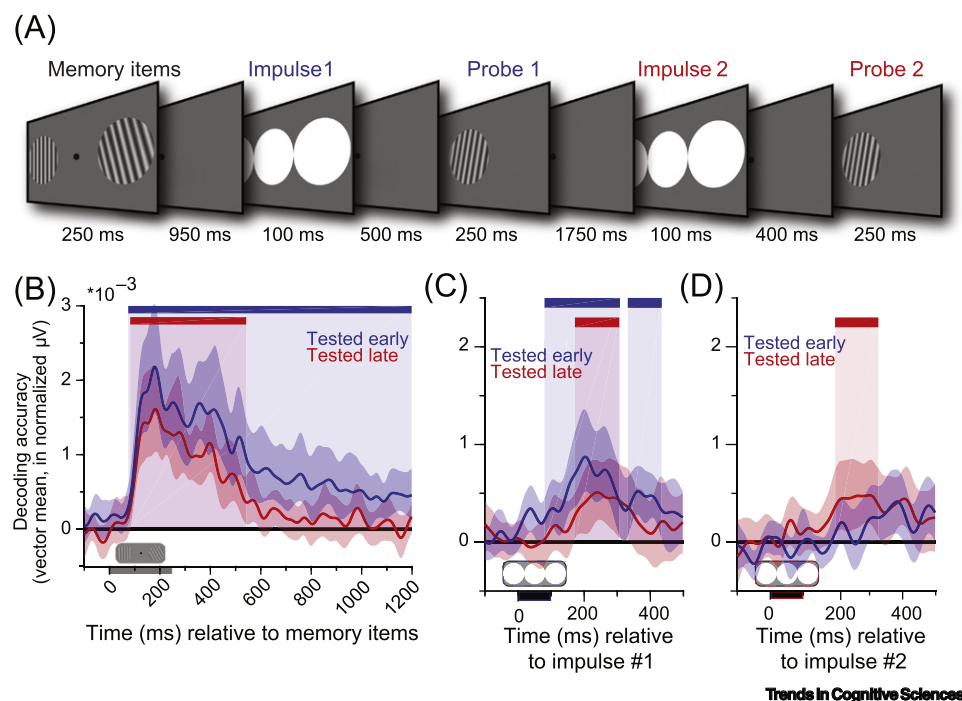 (A)
Memory items Impulse 1 Probe 1 Impulse 2 Probe 2
250 ms 950 ms 100 ms 500 ms 250 ms 1750 ms 100 ms 400 ms 250 ms
(B)
*10⁻³
3
2
1
0
Decoding accuracy
(vector mean, in normalized µV)
Tested early
Tested late
0 200 400 600 800 1000 1200
Time (ms) relative to memory items
(C)
2
1
0
Tested early
Tested late
0 200 400
Time (ms) relative
to impulse #1
(D)
2
1
0
Tested early
Tested late
0 200 400
Time (ms) relative
to impulse #2
Trends in Cognitive Sciences